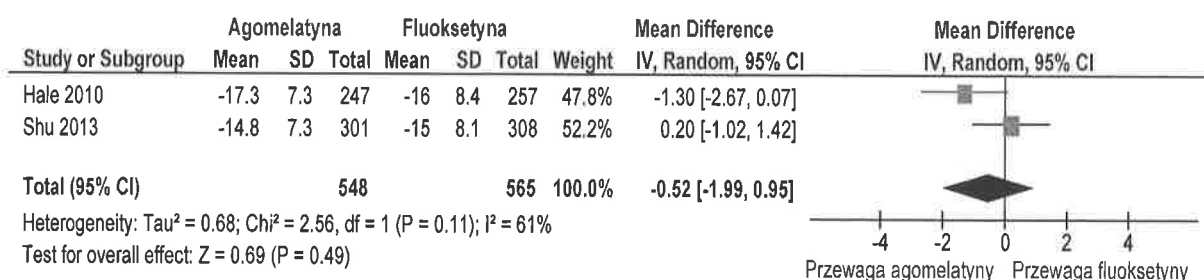 Agomelatyna Fluoksetyna Mean Difference Mean Difference
Study or Subgroup Mean SD Total Mean SD Total Weight IV, Random, 95% CI IV, Random, 95% CI
Hale 2010 -17.3 7.3 247 -16 8.4 257 47.8% -1.30 [-2.67, 0.07]
Shu 2013 -14.8 7.3 301 -15 8.1 308 52.2% 0.20 [-1.02, 1.42]
Total (95% CI) 548 565 100.0% -0.52 [-1.99, 0.95]
Heterogeneity: Tau² = 0.68; Chi² = 2.56, df = 1 (P = 0.11); I² = 61%
Test for overall effect: Z = 0.69 (P = 0.49)
-4 -2 0 2 4
Przewaga agomelatyny Przewaga fluoksetyny